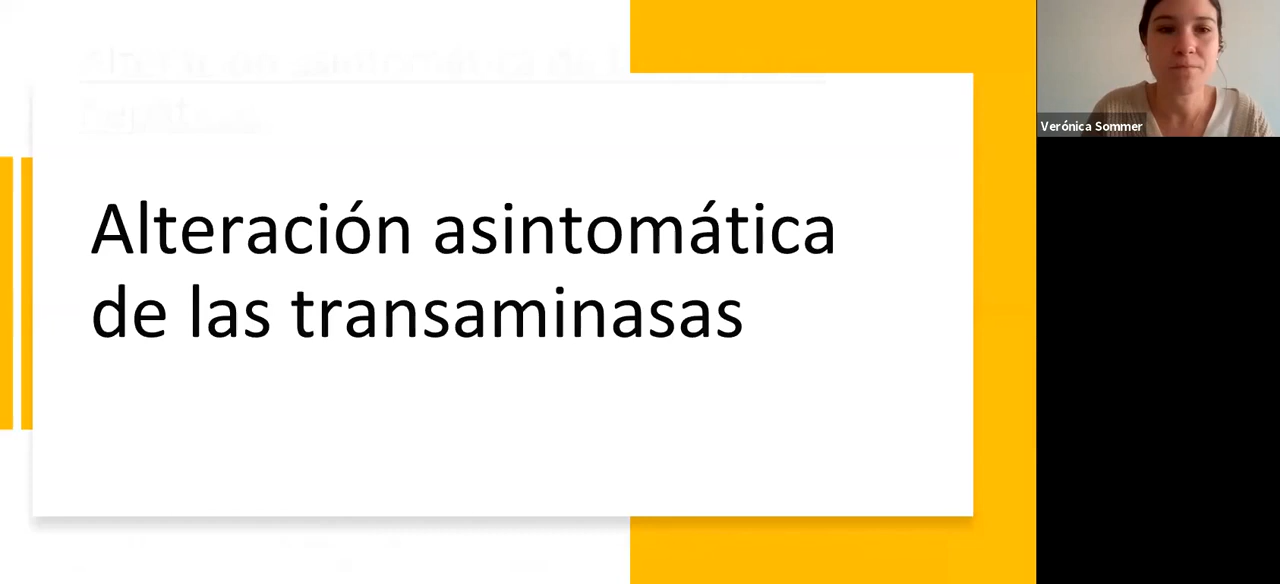 Alteración asintomática
de las transaminasas
Verónica Sommer